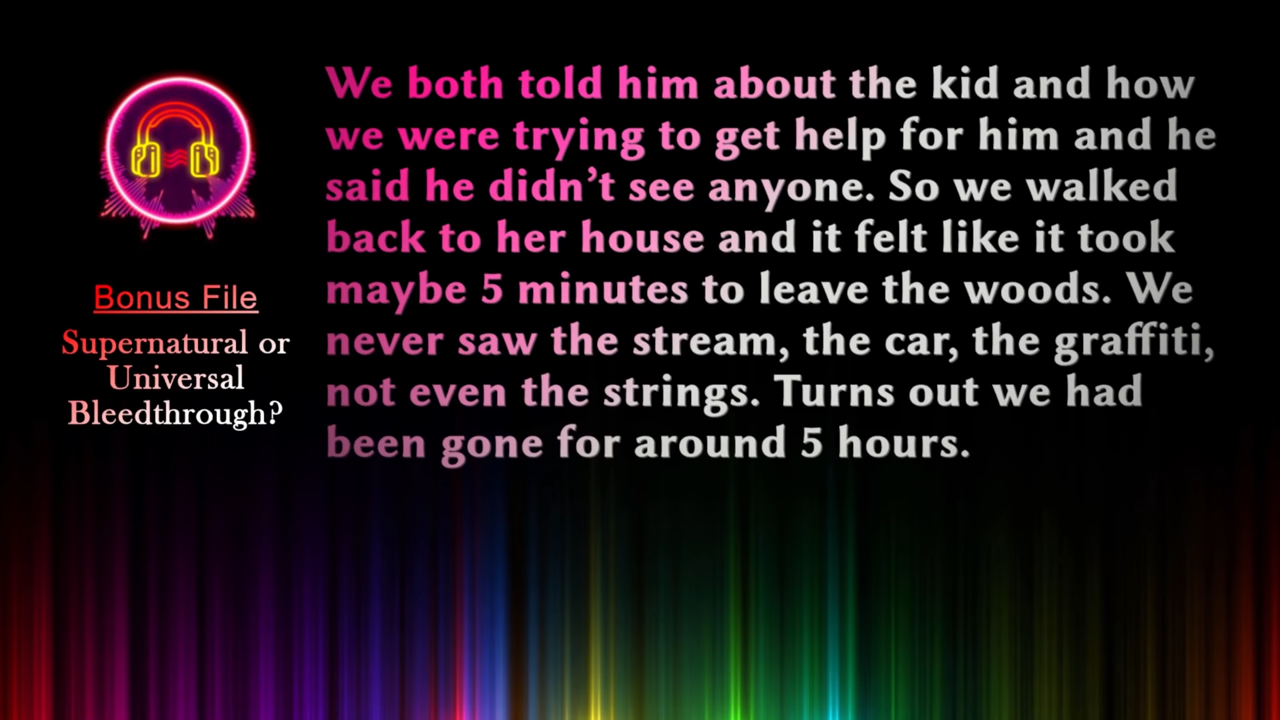 Bonus File
Supernatural or
Universal
Bleedthrough?
We both told him about the kid and how
we were trying to get help for him and he
said he didn’t see anyone. So we walked
back to her house and it felt like it took
maybe 5 minutes to leave the woods. We
never saw the stream, the car, the graffiti,
not even the strings. Turns out we had
been gone for around 5 hours.